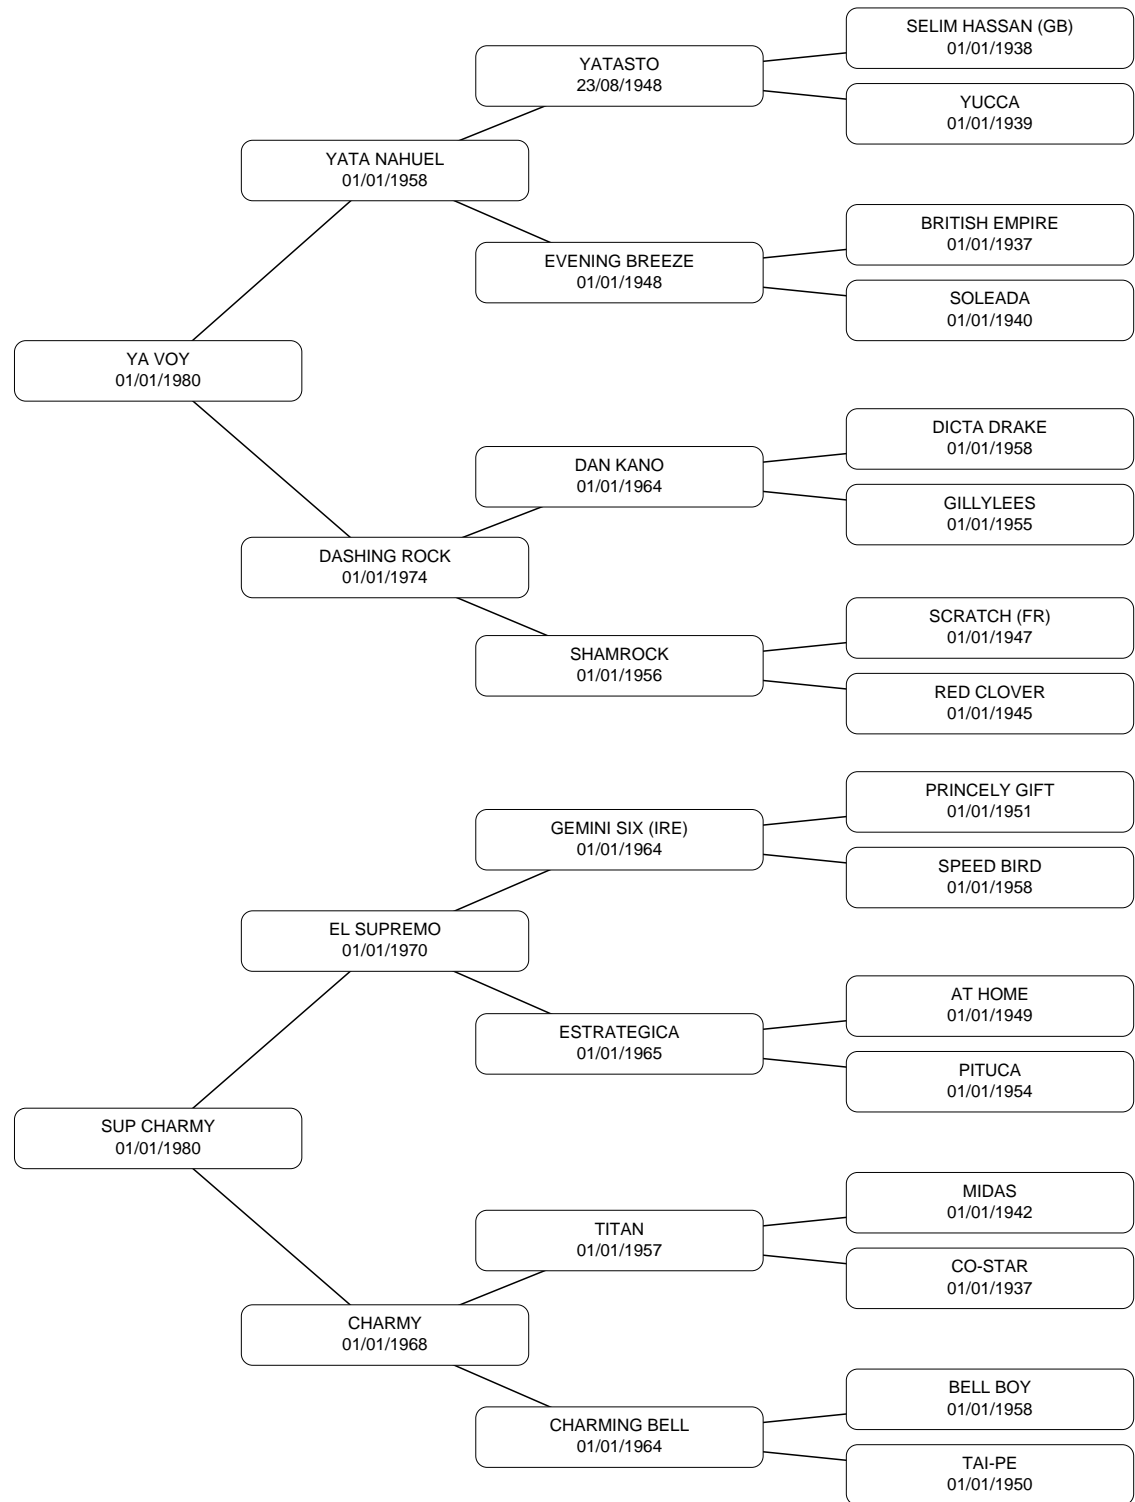 SELIM HASSAN (GB)
01/01/1938
YATASTO
23/08/1948
YUCCA
01/01/1939
YATA NAHUEL
01/01/1958
BRITISH EMPIRE
01/01/1937
EVENING BREEZE
01/01/1948
SOLEADA
01/01/1940
YA VOY
01/01/1980
DICTA DRAKE
01/01/1958
DAN KANO
01/01/1964
GILLYLEES
01/01/1955
DASHING ROCK
01/01/1974
SCRATCH (FR)
01/01/1947
SHAMROCK
01/01/1956
RED CLOVER
01/01/1945
PRINCELY GIFT
01/01/1951
GEMINI SIX (IRE)
01/01/1964
SPEED BIRD
01/01/1958
EL SUPREMO
01/01/1970
AT HOME
01/01/1949
ESTRATEGICA
01/01/1965
PITUCA
01/01/1954
SUP CHARMY
01/01/1980
MIDAS
01/01/1942
TITAN
01/01/1957
CO-STAR
01/01/1937
CHARMY
01/01/1968
BELL BOY
01/01/1958
CHARMING BELL
01/01/1964
TAI-PE
01/01/1950